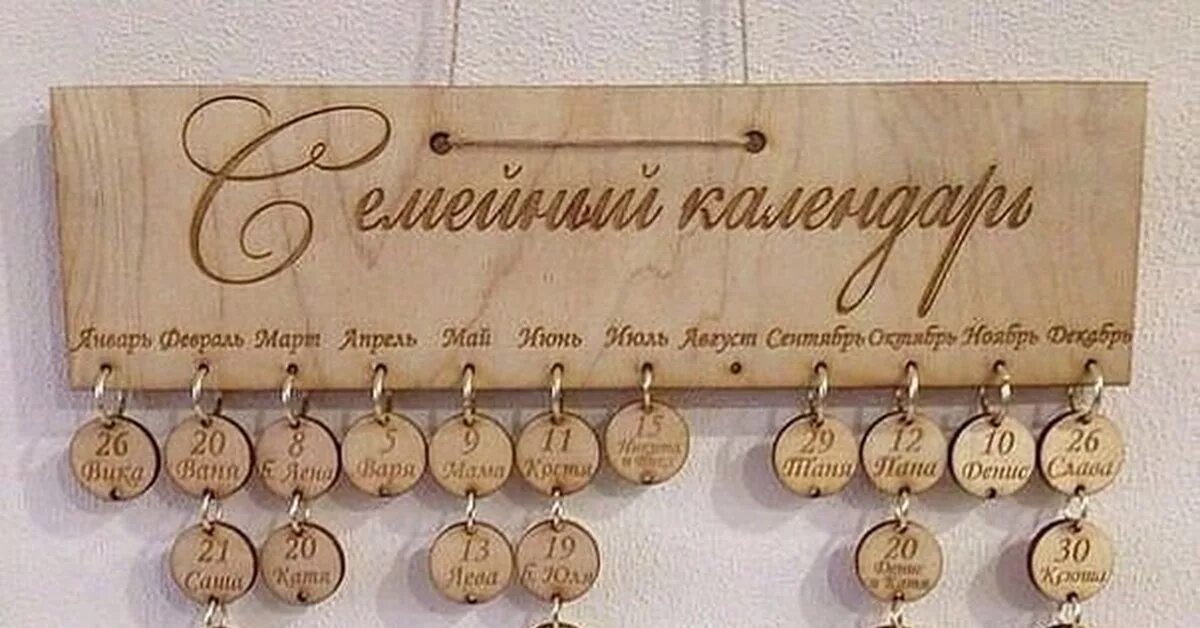 Семейный календарь
Январь Февраль Март Апрель Май Июнь Июль Август Сентябрь Октябрь Ноябрь Декабрь
26 20 8 5 9 11 15 29 12 10 26
Вика Ваня б. Лена Варя Мама Костя Никита Таня Папа Денис Слава
21 20 13 19 20 30
Саша Катя Лева б. Юля Денис и Катя Крюша